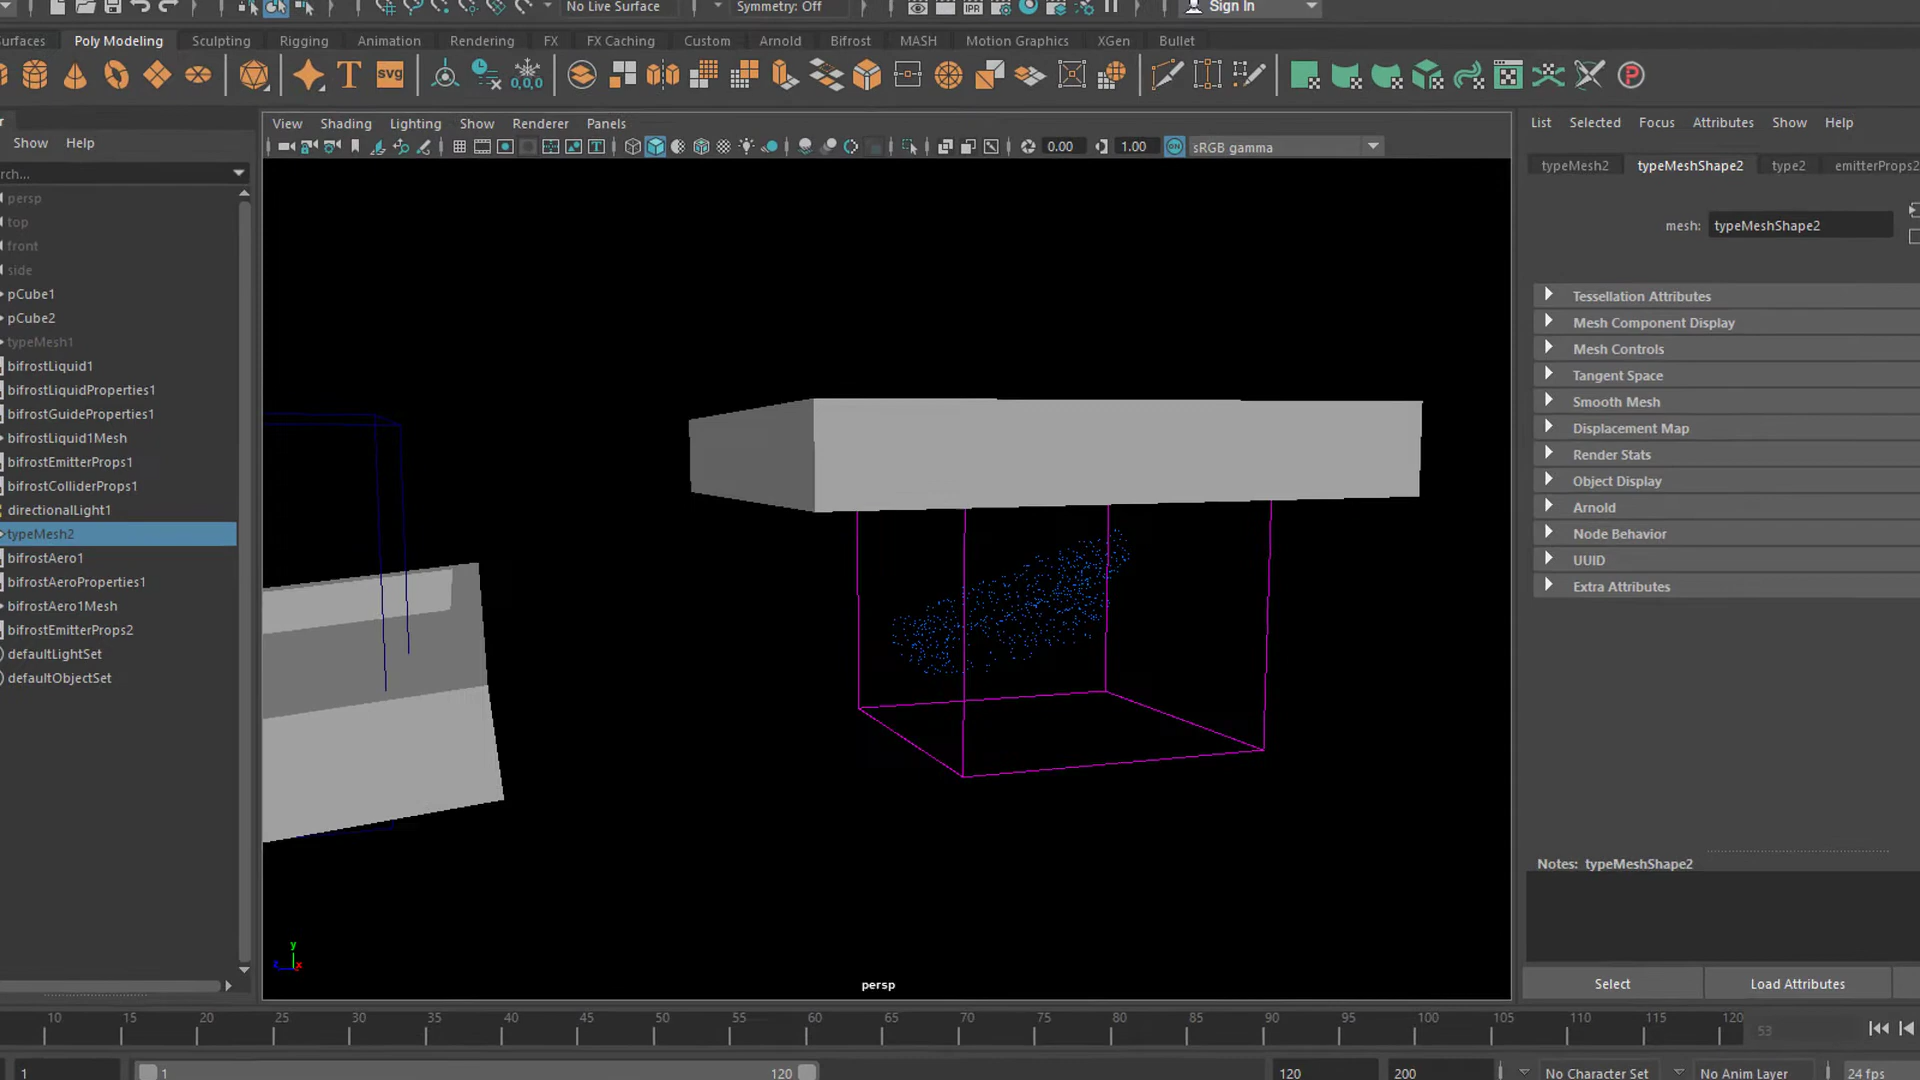 No Live Surface
Symmetry: Off
IPR
Sign In
Poly Modeling
Sculpting
Rigging
Animation
Rendering
FX
FX Caching
Custom
Arnold
Bifrost
MASH
Motion Graphics
XGen
Bullet
svg
0,0,0
Show Help
View Shading Lighting Show Renderer Panels
0.00
1.00
ON
sRGB gamma
persp
top
front
side
pCube1
pCube2
typeMesh1
bifrostLiquid1
bifrostLiquidProperties1
bifrostGuideProperties1
bifrostLiquid1Mesh
bifrostEmitterProps1
bifrostColliderProps1
directionalLight1
typeMesh2
bifrostAero1
bifrostAeroProperties1
bifrostAero1Mesh
bifrostEmitterProps2
defaultLightSet
defaultObjectSet
y
z x
persp
List Selected Focus Attributes Show Help
typeMesh2 typeMeshShape2 type2 emitterProps2
mesh: typeMeshShape2
Tessellation Attributes
Mesh Component Display
Mesh Controls
Tangent Space
Smooth Mesh
Displacement Map
Render Stats
Object Display
Arnold
Node Behavior
UUID
Extra Attributes
Notes: typeMeshShape2
Select
Load Attributes
10 15 20 25 30 35 40 45 50 55 60 65 70 75 80 85 90 95 100 105 110 115 120
53
1
1
120
120
200
No Character Set
No Anim Layer
24 fps